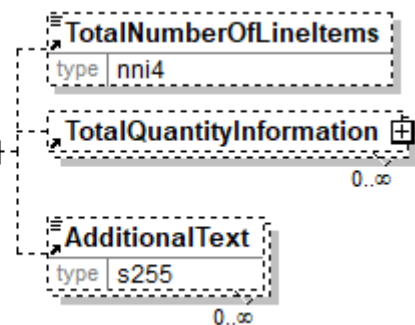 TotalNumberOfLineItems
type nni4
TotalQuantityInformation
0..∞
AdditionalText
type s255
0..∞